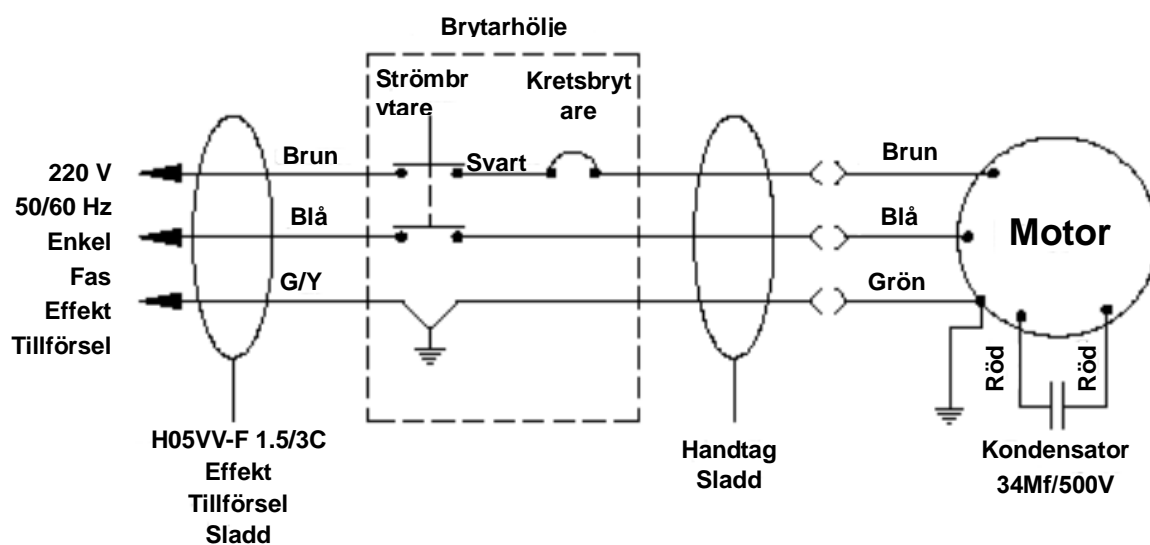 Brytarhölje
Strömbr
ytare
Kretsbryt
are
220 V
50/60 Hz
Enkel
Fas
Effekt
Tillförsel
Brun
Svart
Brun
Blå
Blå
G/Y
Grön
Motor
Röd
Röd
H05VV-F 1.5/3C
Effekt
Tillförsel
Sladd
Handtag
Sladd
Kondensator
34Mf/500V